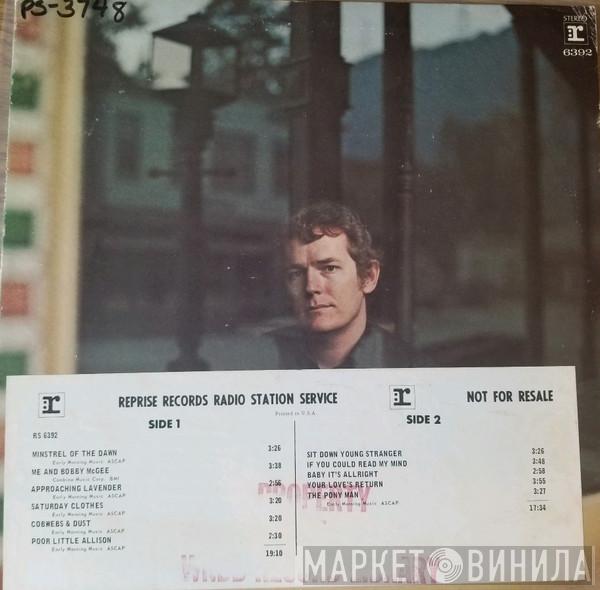 PS-3748
STEREO
r
6392
REPRISE RECORDS RADIO STATION SERVICE
NOT FOR RESALE
Printed in U.S.A.
SIDE 1
SIDE 2
RS 6392
MINSTREL OF THE DAWN 3:26
Early Morning Music ASCAP
ME AND BOBBY McGEE 3:38
Combine Music Corp. BMI
APPROACHING LAVENDER 2:56
Early Morning Music ASCAP
SATURDAY CLOTHES 3:20
Early Morning Music ASCAP
COBWEBS & DUST 3:20
Early Morning Music ASCAP
POOR LITTLE ALLISON 2:30
Early Morning Music ASCAP
19:10
SIT DOWN YOUNG STRANGER 3:26
IF YOU COULD READ MY MIND 3:48
BABY IT'S ALLRIGHT 2:58
YOUR LOVE'S RETURN 3:55
THE PONY MAN 3:27
Early Morning Music ASCAP
17:34
PROPERTY
МАРКЕТ ВИНИЛА